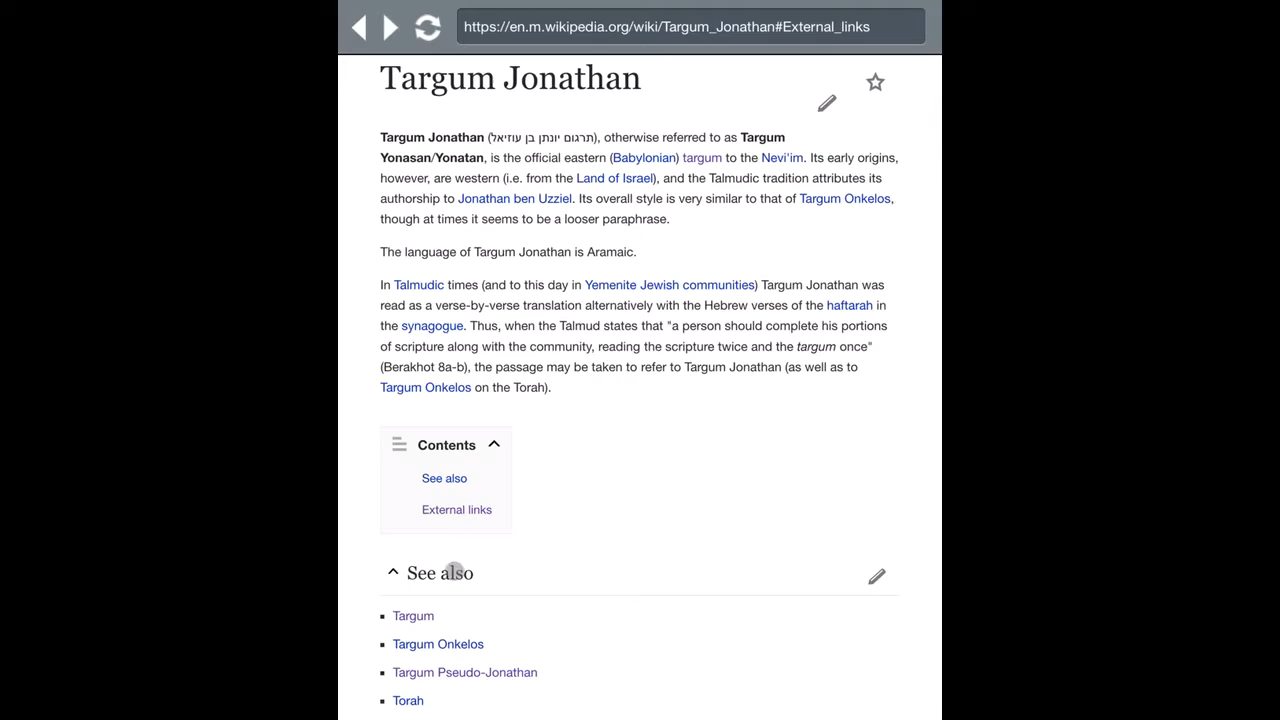 https://en.m.wikipedia.org/wiki/Targum_Jonathan#External_links
Targum Jonathan
Targum Jonathan (תרגום יונתן בן עוזיאל), otherwise referred to as Targum
Yonasan/Yonatan, is the official eastern (Babylonian) targum to the Nevi'im. Its early origins,
however, are western (i.e. from the Land of Israel), and the Talmudic tradition attributes its
authorship to Jonathan ben Uzziel. Its overall style is very similar to that of Targum Onkelos,
though at times it seems to be a looser paraphrase.
The language of Targum Jonathan is Aramaic.
In Talmudic times (and to this day in Yemenite Jewish communities) Targum Jonathan was
read as a verse-by-verse translation alternatively with the Hebrew verses of the haftarah in
the synagogue. Thus, when the Talmud states that "a person should complete his portions
of scripture along with the community, reading the scripture twice and the targum once"
(Berakhot 8a-b), the passage may be taken to refer to Targum Jonathan (as well as to
Targum Onkelos on the Torah).
Contents
See also
External links
See also
Targum
Targum Onkelos
Targum Pseudo-Jonathan
Torah